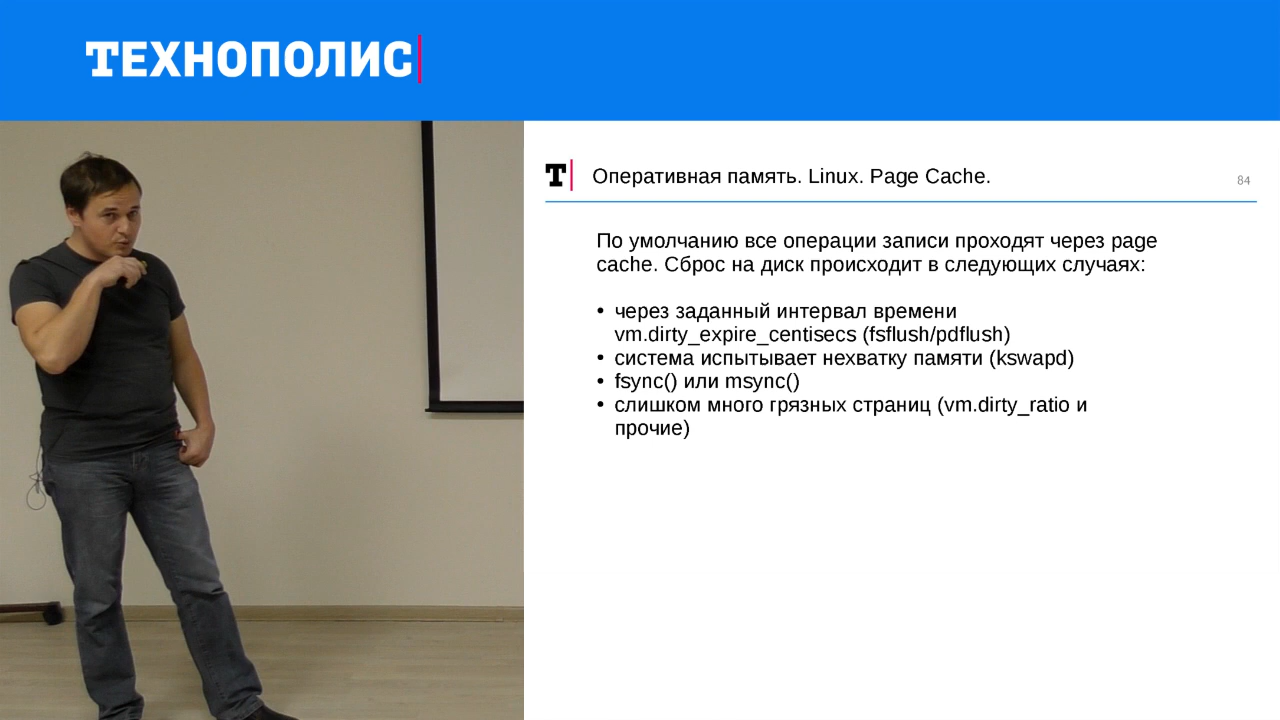 ТЕХНОПОЛИС
Т
Оперативная память. Linux. Page Cache.
84
По умолчанию все операции записи проходят через page
cache. Сброс на диск происходит в следующих случаях:
• через заданный интервал времени
vm.dirty_expire_centisecs (fsflush/pdflush)
• система испытывает нехватку памяти (kswapd)
• fsync() или msync()
• слишком много грязных страниц (vm.dirty_ratio и
прочие)